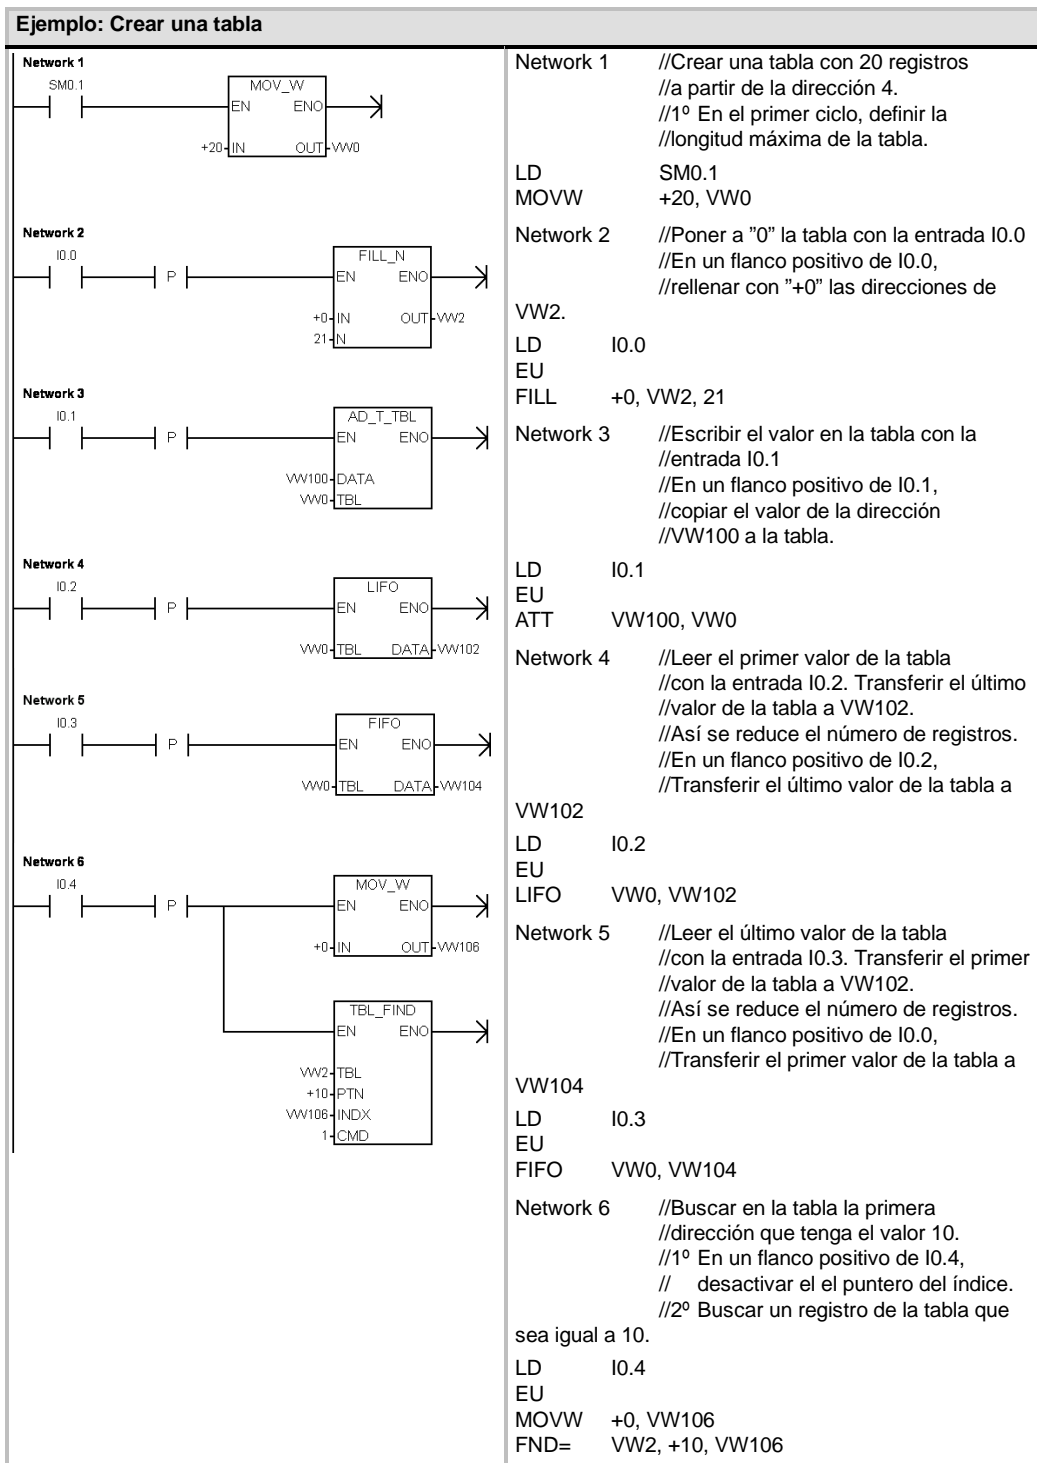 Ejemplo: Crear una tabla
Network 1
SM0.1
MOV_W
EN ENO
+20 IN OUT VW0
Network 2
I0.0
P
FILL_N
EN ENO
+0 IN OUT VW2
21 N
Network 3
I0.1
P
AD_T_TBL
EN ENO
VW100 DATA
VW0 TBL
Network 4
I0.2
P
LIFO
EN ENO
VW0 TBL DATA VW102
Network 5
I0.3
P
FIFO
EN ENO
VW0 TBL DATA VW104
Network 6
I0.4
P
MOV_W
EN ENO
+0 IN OUT VW106
TBL_FIND
EN ENO
VW2 TBL
+10 PTN
VW106 INDX
1 CMD
Network 1 //Crear una tabla con 20 registros
//a partir de la dirección 4.
//1º En el primer ciclo, definir la
//longitud máxima de la tabla.
LD SM0.1
MOVW +20, VW0
Network 2 //Poner a ”0” la tabla con la entrada I0.0
//En un flanco positivo de I0.0,
//rellenar con ”+0” las direcciones de
VW2.
LD I0.0
EU
FILL +0, VW2, 21
Network 3 //Escribir el valor en la tabla con la
//entrada I0.1
//En un flanco positivo de I0.1,
//copiar el valor de la dirección
//VW100 a la tabla.
LD I0.1
EU
ATT VW100, VW0
Network 4 //Leer el primer valor de la tabla
//con la entrada I0.2. Transferir el último
//valor de la tabla a VW102.
//Así se reduce el número de registros.
//En un flanco positivo de I0.2,
//Transferir el último valor de la tabla a
VW102
LD I0.2
EU
LIFO VW0, VW102
Network 5 //Leer el último valor de la tabla
//con la entrada I0.3. Transferir el primer
//valor de la tabla a VW102.
//Así se reduce el número de registros.
//En un flanco positivo de I0.0,
//Transferir el primer valor de la tabla a
VW104
LD I0.3
EU
FIFO VW0, VW104
Network 6 //Buscar en la tabla la primera
//dirección que tenga el valor 10.
//1º En un flanco positivo de I0.4,
// desactivar el el puntero del índice.
//2º Buscar un registro de la tabla que
sea igual a 10.
LD I0.4
EU
MOVW +0, VW106
FND= VW2, +10, VW106